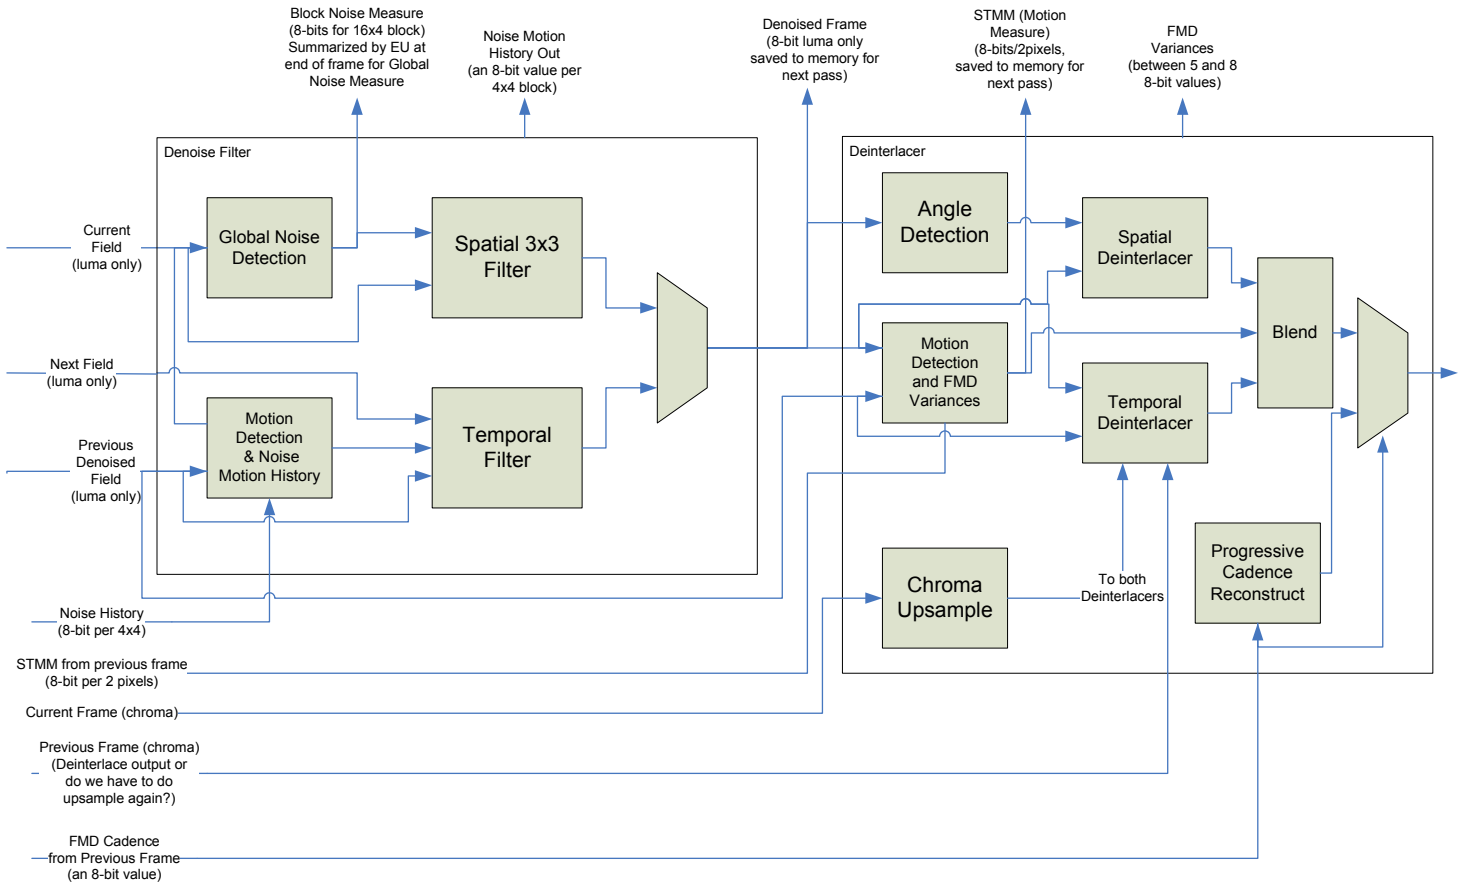 Block Noise Measure
(8-bits for 16x4 block)
Summarized by EU at
end of frame for Global
Noise Measure
Noise Motion
History Out
(an 8-bit value per
4x4 block)
Denoised Frame
(8-bit luma only
saved to memory for
next pass)
STMM (Motion
Measure)
(8-bits/2pixels,
saved to memory for
next pass)
FMD
Variances
(between 5 and 8
8-bit values)
Denoise Filter
Deinterlacer
Current
Field
(luma only)
Global Noise
Detection
Spatial 3x3
Filter
Angle
Detection
Spatial
Deinterlacer
Blend
Next Field
(luma only)
Motion
Detection
and FMD
Variances
Motion
Detection
& Noise
Motion History
Temporal
Filter
Temporal
Deinterlacer
Previous
Denoised
Field
(luma only)
Progressive
Cadence
Reconstruct
Chroma
Upsample
To both
Deinterlacers
Noise History
(8-bit per 4x4)
STMM from previous frame
(8-bit per 2 pixels)
Current Frame (chroma)
Previous Frame (chroma)
(Deinterlace output or
do we have to do
upsample again?)
FMD Cadence
from Previous Frame
(an 8-bit value)